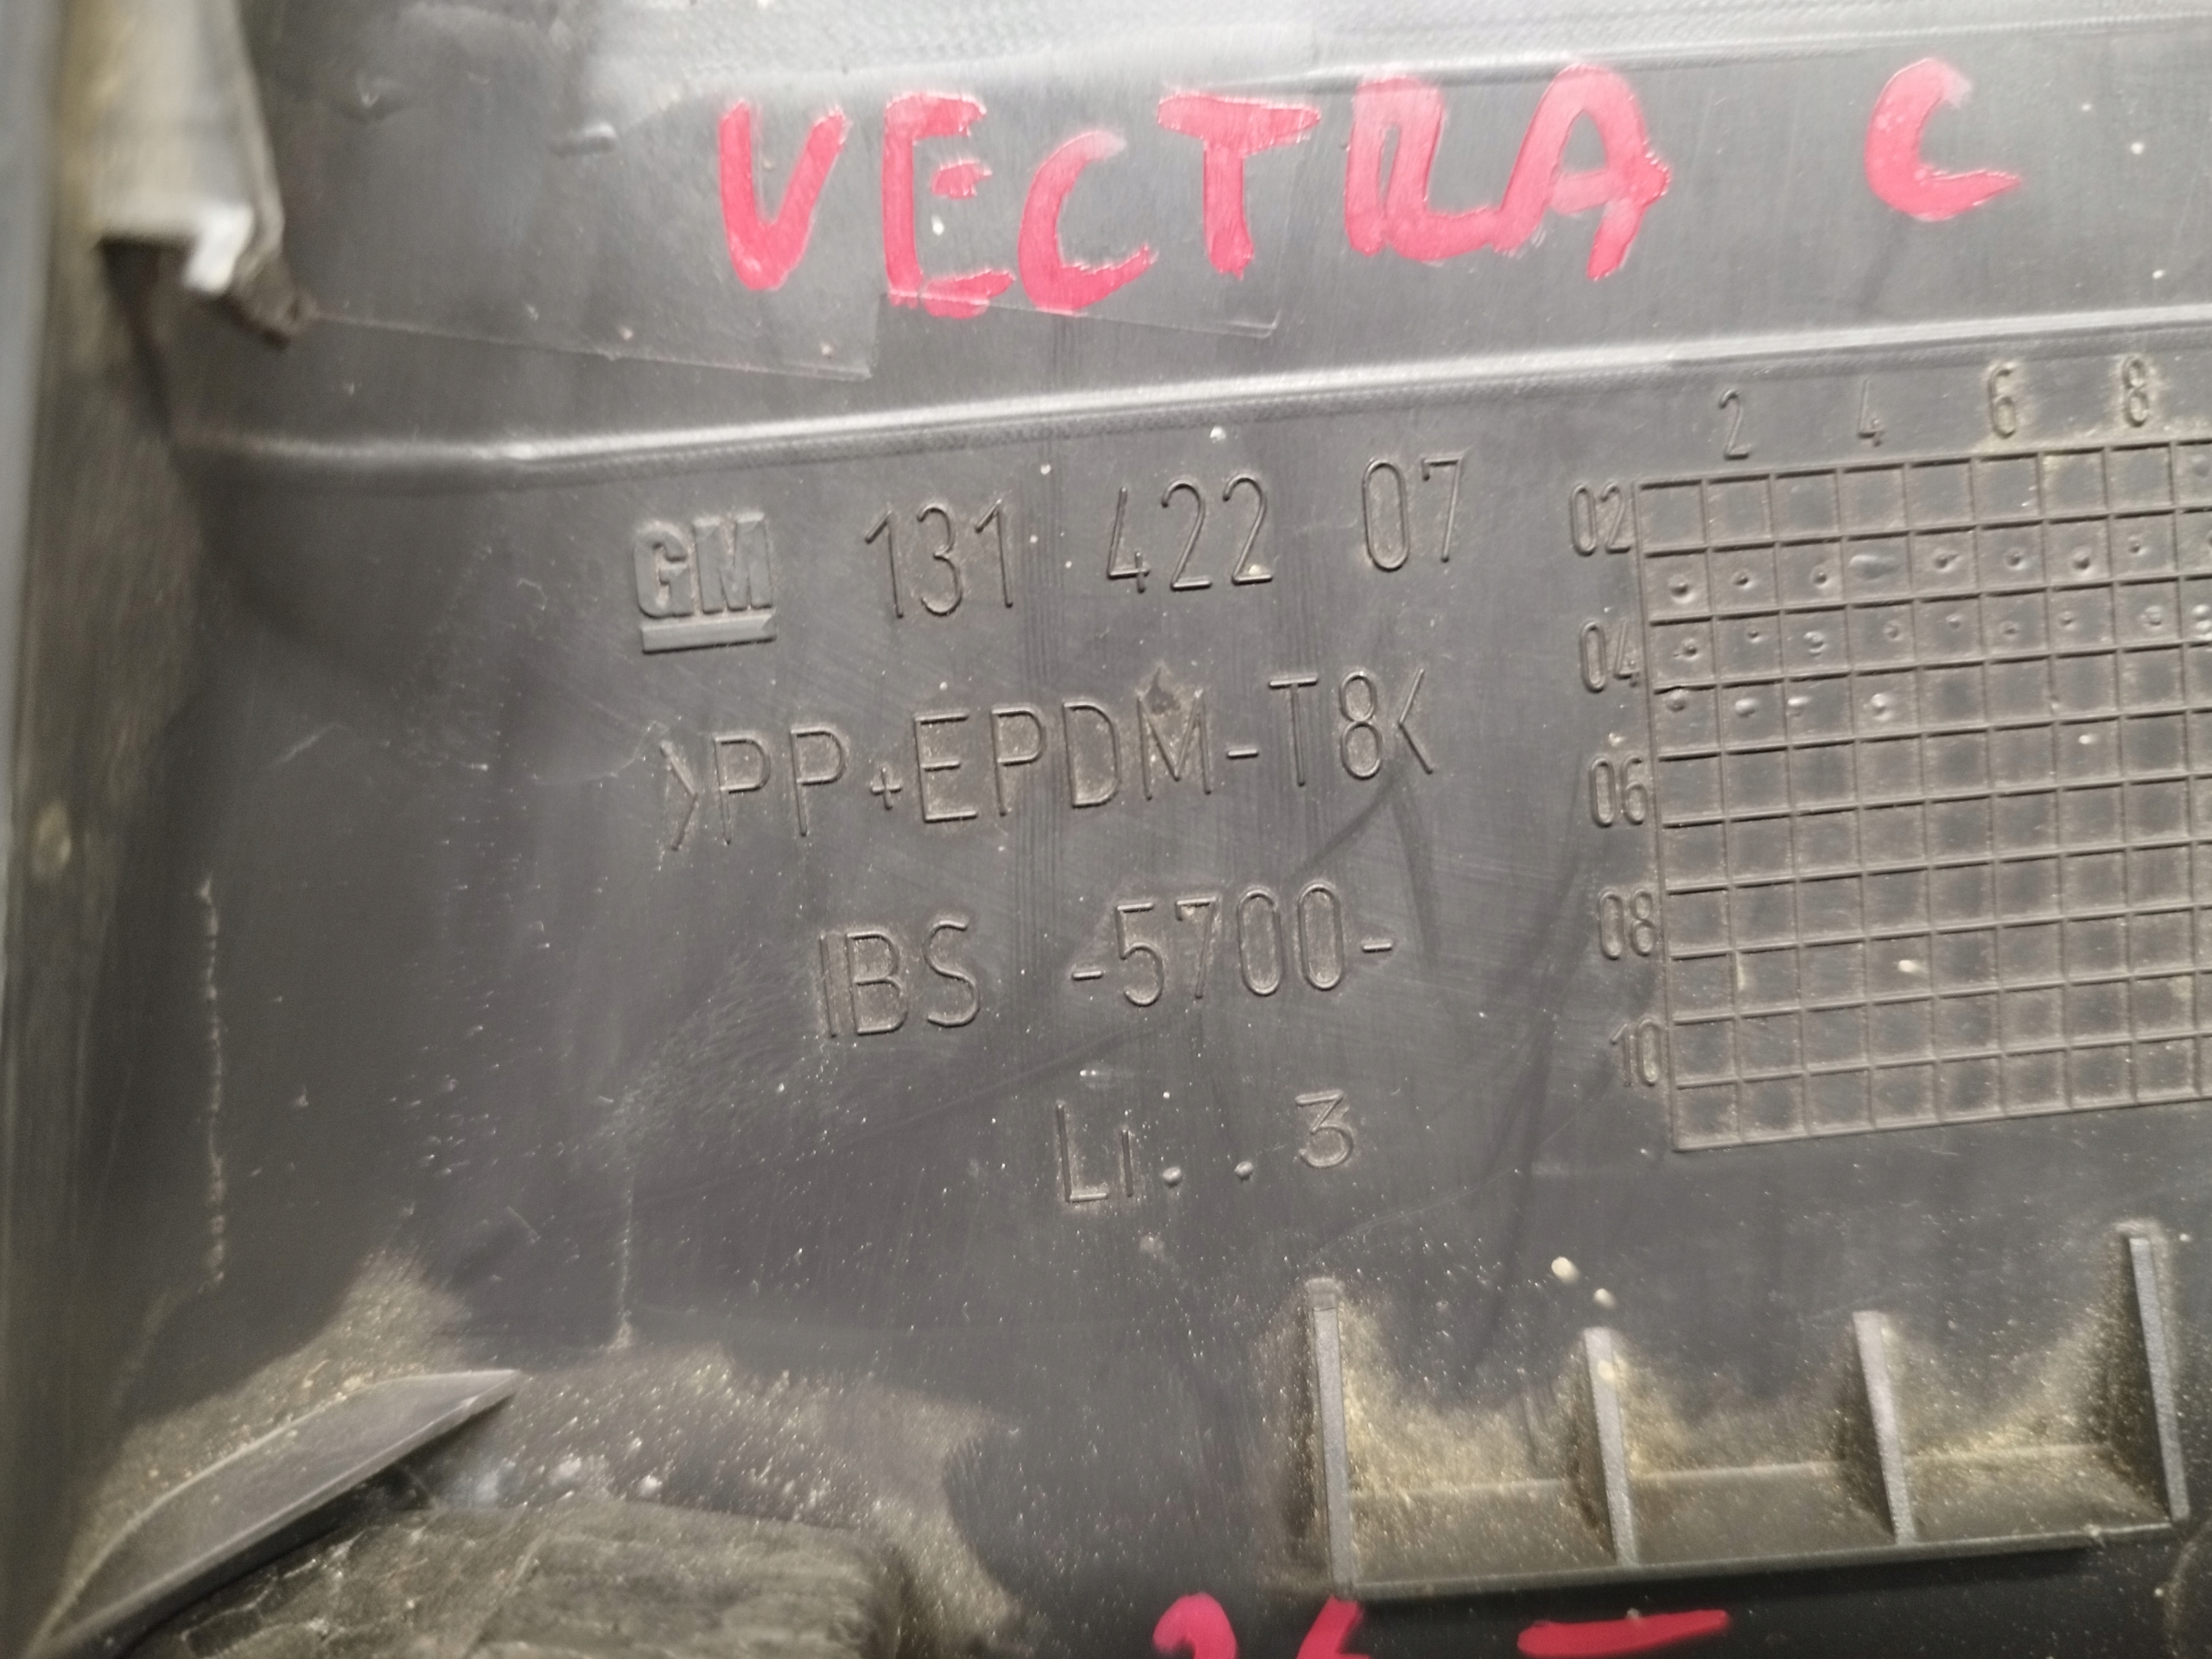 VECTRA C
GM 131 422 07
>PP+EPDM-T8<
IBS -5700-
Li. . 3
2 4 6 8
02
04
06
08
10